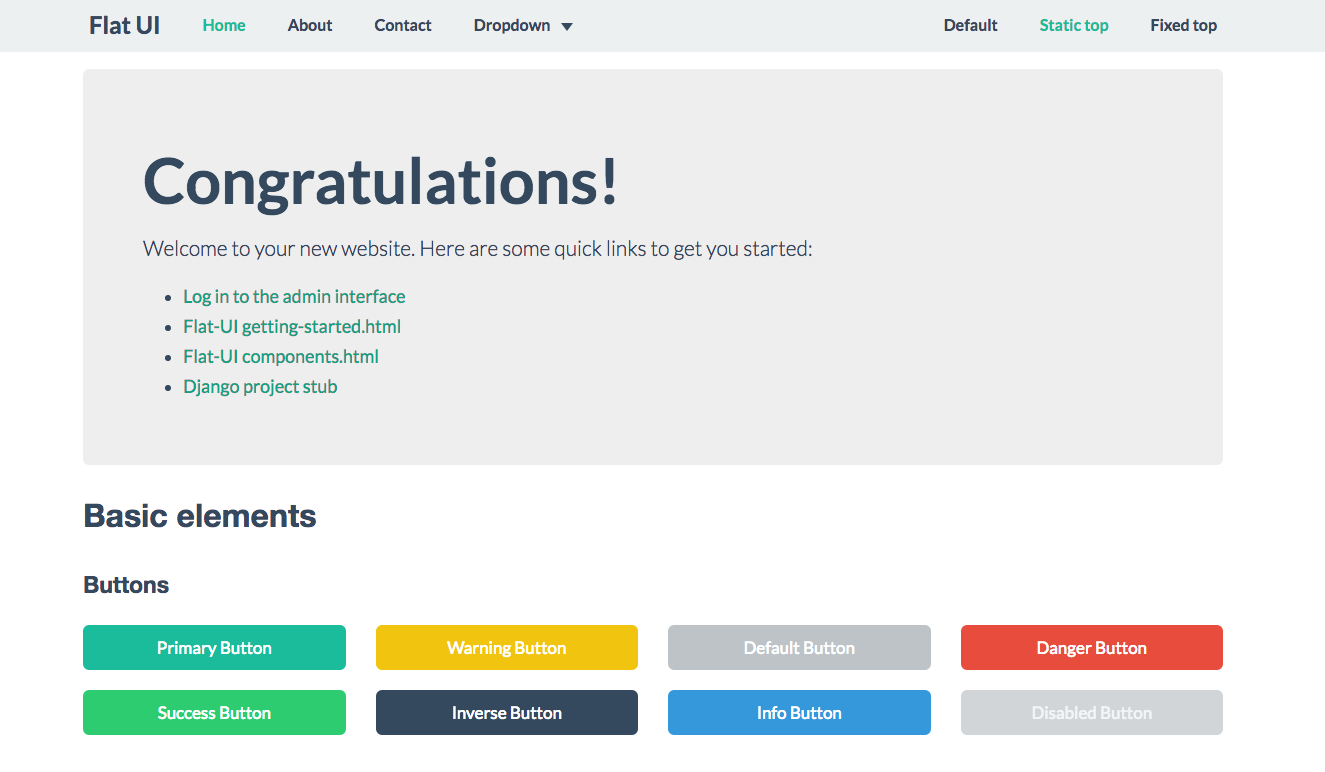 Flat UI Home About Contact Dropdown Default Static top Fixed top
Congratulations!
Welcome to your new website. Here are some quick links to get you started:
Log in to the admin interface
Flat-UI getting-started.html
Flat-UI components.html
Django project stub
Basic elements
Buttons
Primary Button Warning Button Default Button Danger Button
Success Button Inverse Button Info Button Disabled Button